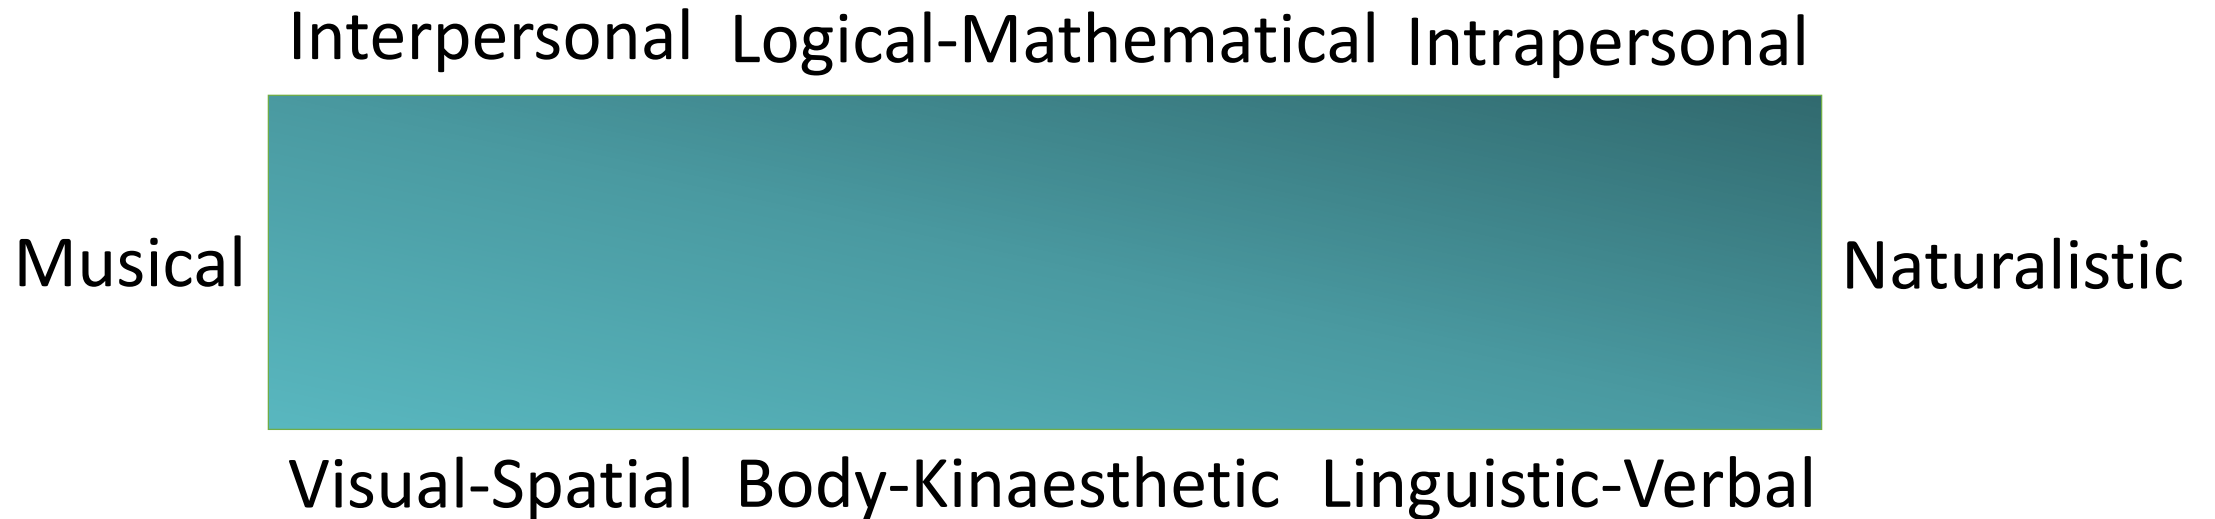 Interpersonal Logical-Mathematical Intrapersonal
Musical
Naturalistic
Visual-Spatial Body-Kinaesthetic Linguistic-Verbal